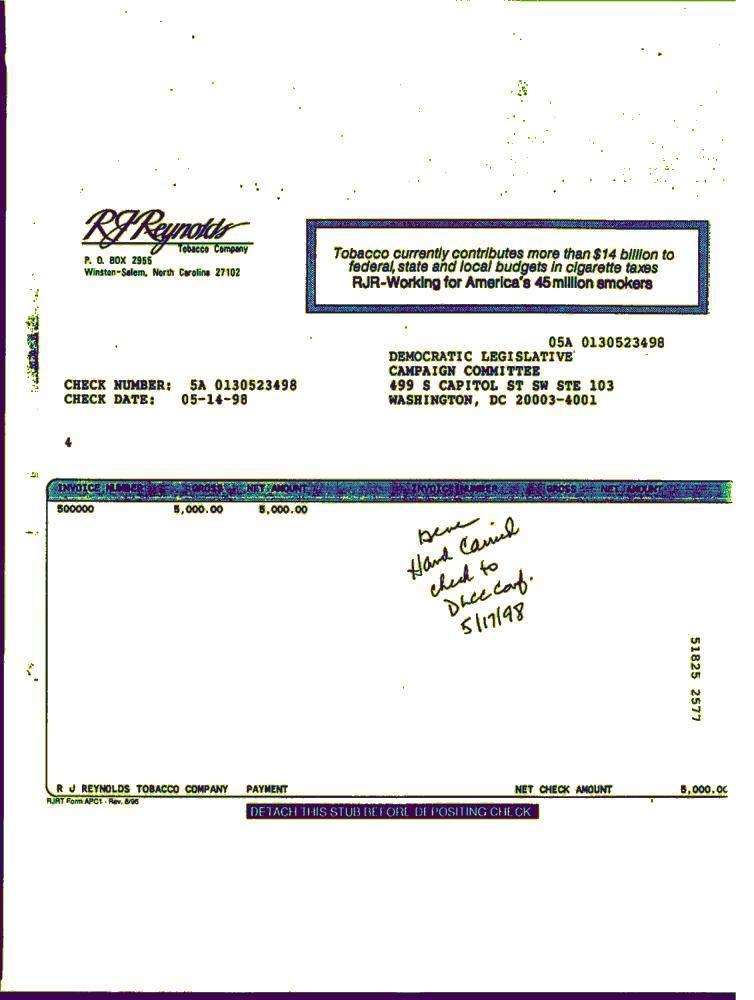 RJReynolds
Tobacco Company
P. O. BOX 2955
Winston-Salem, North Carolina 27102
Tobacco currently contributes more than $14 billion to
federal, state and local budgets in cigarette taxes
RJR-Working for America's 45 million smokers
05A 0130523498
DEMOCRATIC LEGISLATIVE
CAMPAIGN COMMITTEE
499 S CAPITOL ST SW STE 103
WASHINGTON, DC 20003-4001
CHECK NUMBER: 5A 0130523498
CHECK DATE: 05-14-98
4
INVOICE NUMBER GROSS NET AMOUNT INVOICE NUMBER GROSS NET AMOUNT
500000 5,000.00 5,000.00
Hand Carried
check to
DLCC Conf.
5/17/98
51825 2577
R J REYNOLDS TOBACCO COMPANY PAYMENT NET CHECK AMOUNT 5,000.00
RJRT Form APC1 - Rev. 8/96
DETACH THIS STUB BEFORE DEPOSITING CHECK